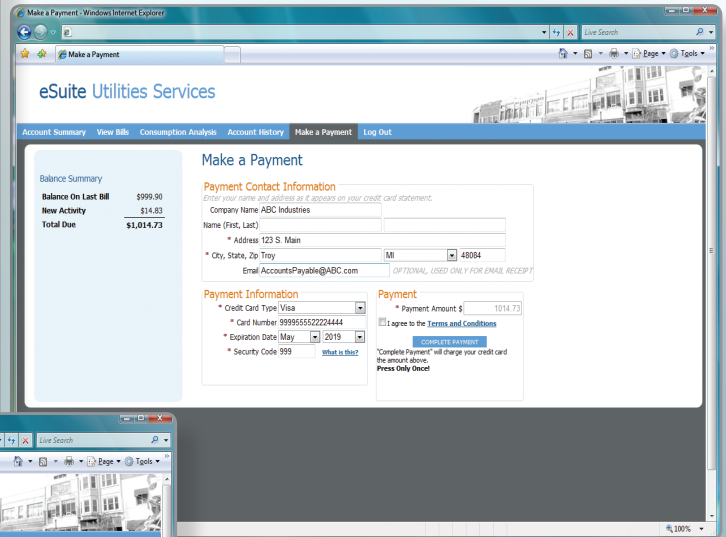 Make a Payment - Windows Internet Explorer
Live Search
Make a Payment
Page Tools
eSuite Utilities Services
Account Summary View Bills Consumption Analysis Account History Make a Payment Log Out
Make a Payment
Balance Summary
Balance On Last Bill $999.90
New Activity $14.83
Total Due $1,014.73
Payment Contact Information
Enter your name and address as it appears on your credit card statement.
Company Name ABC Industries
Name (First, Last)
* Address 123 S. Main
* City, State, Zip Troy MI 48084
Email AccountsPayable@ABC.com OPTIONAL, USED ONLY FOR EMAIL RECEIPT
Payment Information
* Credit Card Type Visa
* Card Number 9999555522224444
* Expiration Date May 2019
* Security Code 999 What is this?
Payment
* Payment Amount $ 1014.73
I agree to the Terms and Conditions
COMPLETE PAYMENT
"Complete Payment" will charge your credit card
the amount above.
Press Only Once!
Live Search
Page Tools
100%